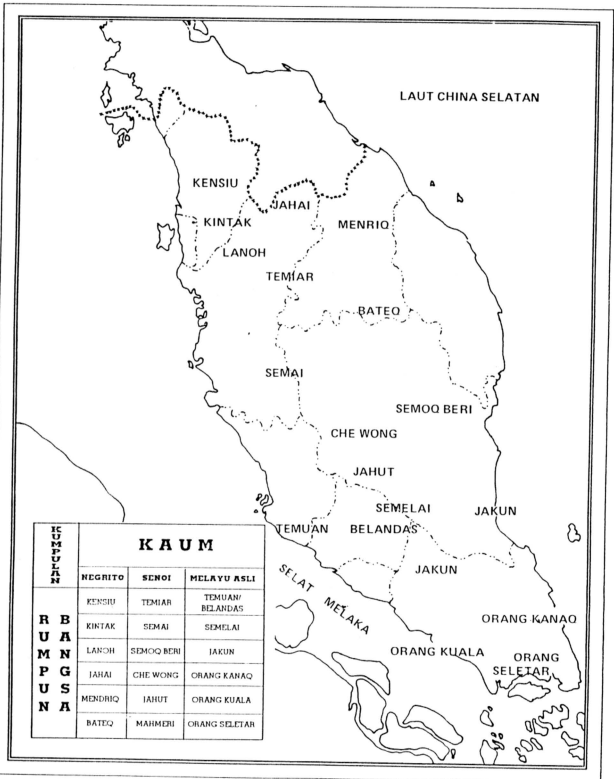 LAUT CHINA SELATAN
KENSIU
JAHAI
KINTAK
MENRIQ
LANOH
TEMIAR
BATEQ
SEMAI
SEMOQ BERI
CHE WONG
JAHUT
SEMELAI
JAKUN
TEMUAN
BELANDAS
JAKUN
SELAT MELAKA
ORANG KANAQ
ORANG KUALA
ORANG
SELETAR
KUMPULAN
KAUM
NEGRITO SENOI MELAYU ASLI
RUMPUN BANGSA
KENSIU TEMIAR TEMUAN/
BELANDAS
KINTAK SEMAI SEMELAI
LANOH SEMOQ BERI JAKUN
JAHAI CHE WONG ORANG KANAQ
MENDRIQ JAHUT ORANG KUALA
BATEQ MAHMERI ORANG SELETAR